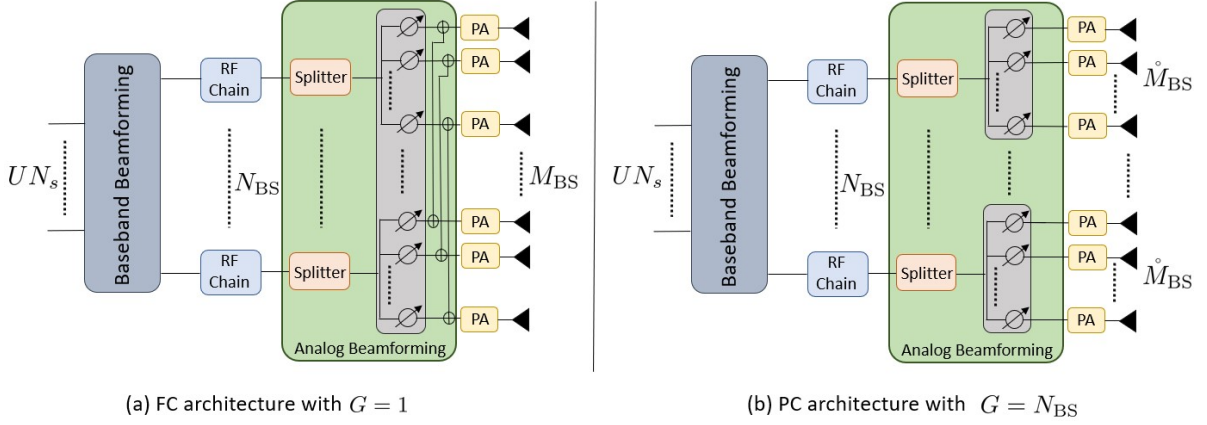 Baseband Beamforming
UN_s
RF Chain
N_BS
RF Chain
Splitter
Splitter
PA
PA
PA
M_BS
PA
PA
PA
Analog Beamforming
(a) FC architecture with G = 1
Baseband Beamforming
UN_s
RF Chain
N_BS
RF Chain
Splitter
Splitter
PA
PA
M̊_BS
PA
PA
PA
M̊_BS
PA
Analog Beamforming
(b) PC architecture with G = N_BS